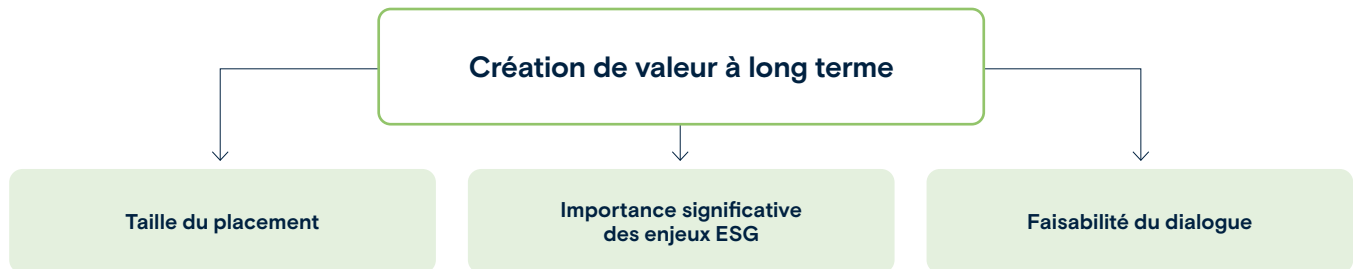 Création de valeur à long terme
Taille du placement
Importance significative
des enjeux ESG
Faisabilité du dialogue